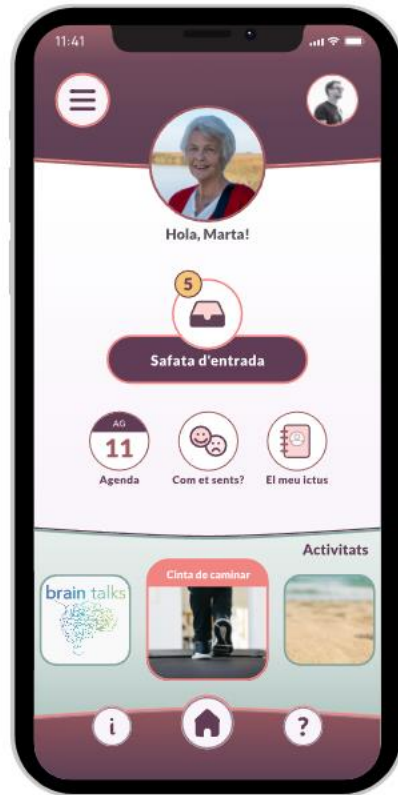 11:41
Hola, Marta!
5
Safata d'entrada
AG
11
Agenda
Com et sents?
El meu ictus
Activitats
brain talks
Cinta de caminar
i
?